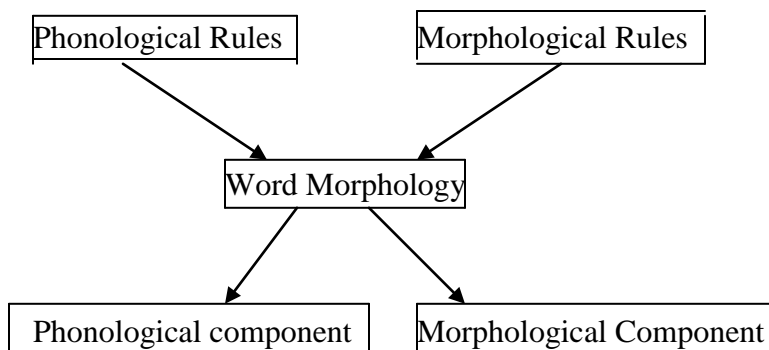 Phonological Rules
Morphological Rules
Word Morphology
Phonological component
Morphological Component